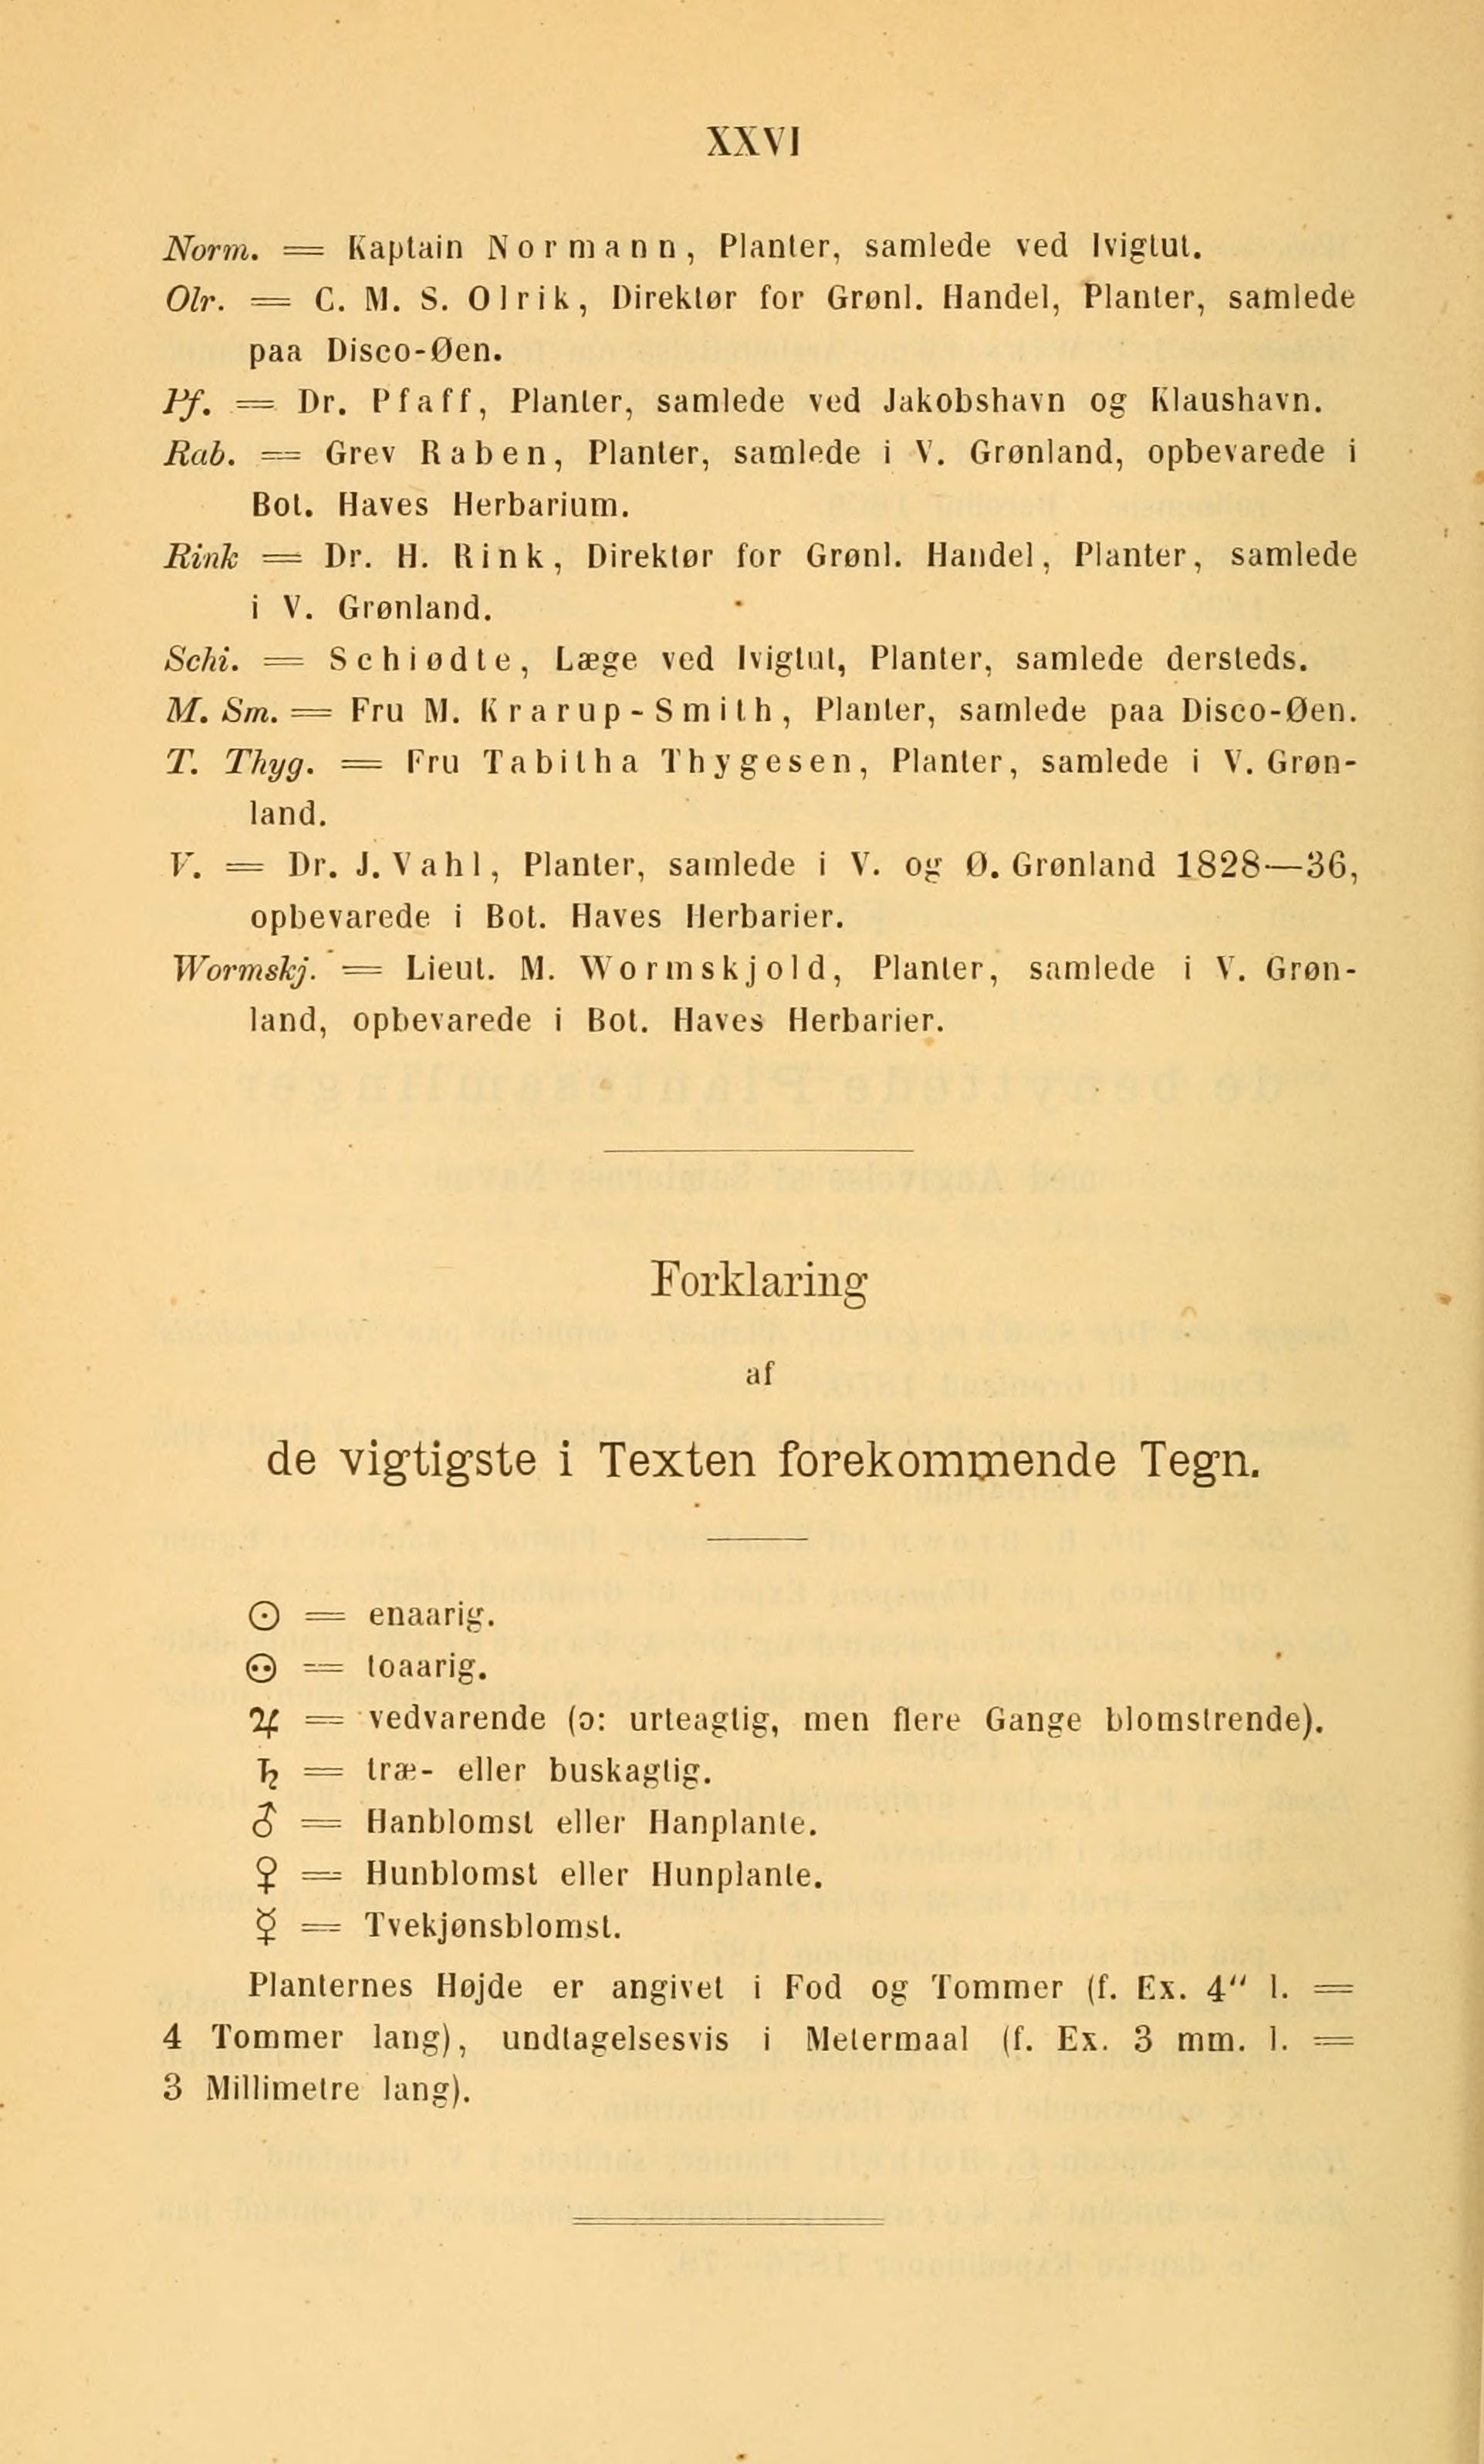 XXVI
Norm. = Kaptain Normann, Planter, samlede ved Ivigtut.
Olr. = C. M. S. Olrik, Direktør for Grønl. Handel, Planter, samlede
paa Disco-Øen.
Pf. = Dr. Pfaff, Planter, samlede ved Jakobshavn og Klaushavn.
Rab. = Grev Raben, Planter, samlede i V. Grønland, opbevarede i
Bot. Haves Herbarium.
Rink = Dr. H. Rink, Direktør for Grønl. Handel, Planter, samlede
i V. Grønland.
Schi. = Schiødte, Læge ved Ivigtut, Planter, samlede dersteds.
M. Sm. = Fru M. Krarup-Smith, Planter, samlede paa Disco-Øen.
T. Thyg. = Fru Tabitha Thygesen, Planter, samlede i V. Grøn-
land.
V. = Dr. J. Vahl, Planter, samlede i V. og Ø. Grønland 1828—36,
opbevarede i Bot. Haves Herbarier.
Wormskj. = Lieut. M. Wormskjold, Planter, samlede i V. Grøn-
land, opbevarede i Bot. Haves Herbarier.
Forklaring
af
de vigtigste i Texten forekommende Tegn.
☉ = enaarig.
⚇ = toaarig.
♃ = vedvarende (ɔ: urteagtig, men flere Gange blomstrende).
♄ = træ- eller buskagtig.
♂ = Hanblomst eller Hanplante.
♀ = Hunblomst eller Hunplante.
☿ = Tvekjønsblomst.
Planternes Højde er angivet i Fod og Tommer (f. Ex. 4" l. =
4 Tommer lang), undtagelsesvis i Metermaal (f. Ex. 3 mm. l. =
3 Millimetre lang).